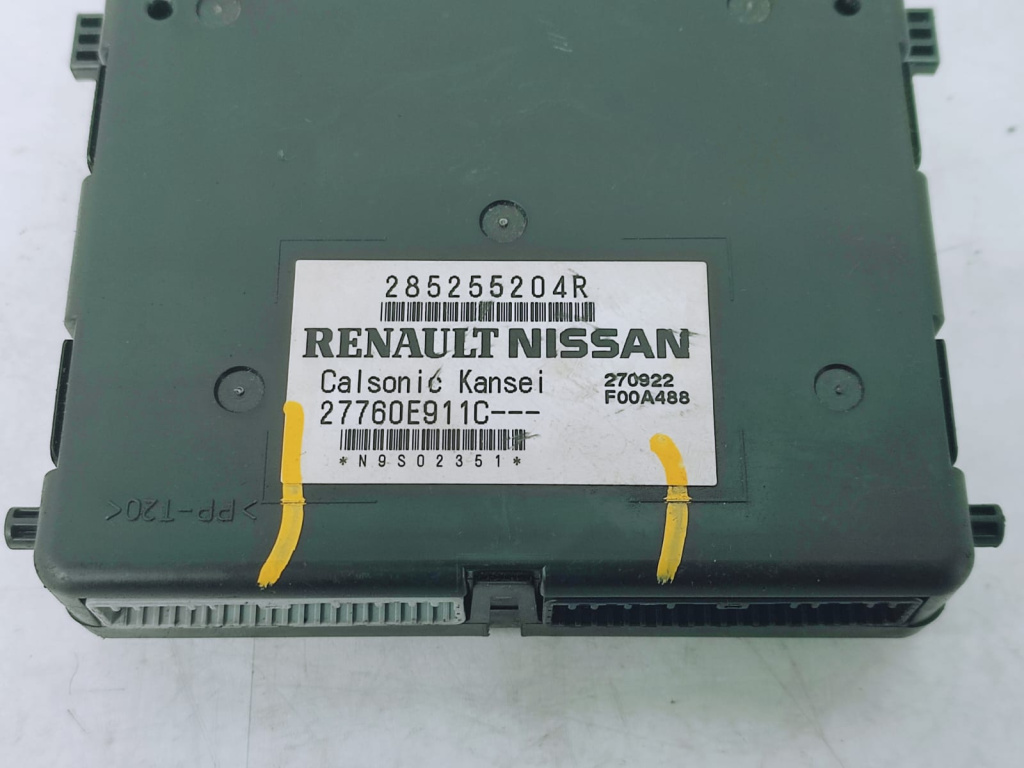 285255204R
RENAULT NISSAN
Calsonic Kansei 270922
27760E911C--- F00A488
*N9S02351*
>PP-T20<